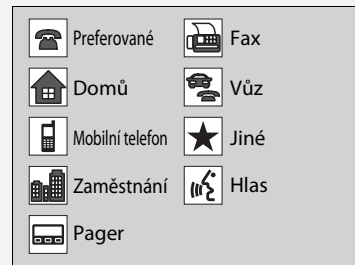 Preferované
Domů
Mobilní telefon
Zaměstnání
Pager
Fax
Vůz
Jiné
Hlas